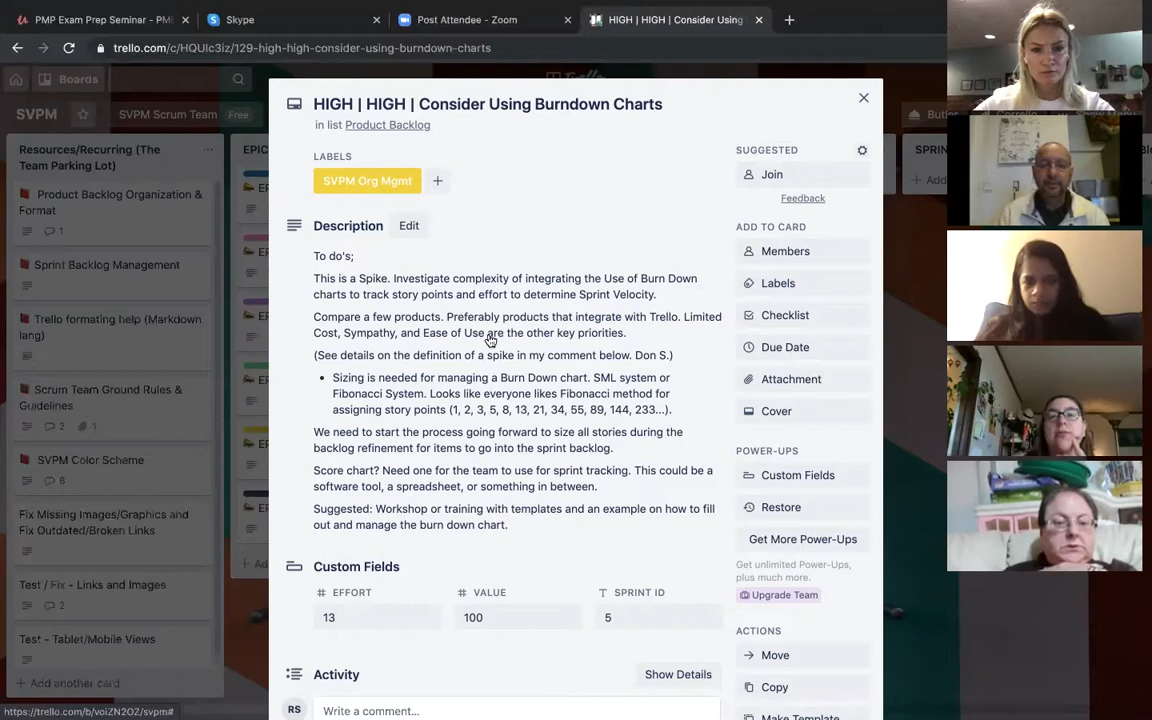 PMP Exam Prep Seminar - PM
Skype
Post Attendee - Zoom
HIGH | HIGH | Consider Using
trello.com/c/HQUlc3iz/129-high-high-consider-using-burndown-charts
Boards
SVPM
SVPM Scrum Team
Free
Resources/Recurring (The
Team Parking Lot)
Product Backlog Organization &
Format
1
Sprint Backlog Management
Trello formating help (Markdown
lang)
Scrum Team Ground Rules &
Guidelines
2
1
SVPM Color Scheme
8
Fix Missing Images/Graphics and
Fix Outdated/Broken Links
Test / Fix - Links and Images
2
Test - Tablet/Mobile Views
+ Add another card
https://trello.com/b/voiZN2OZ/svpm#
EPIC
HIGH | HIGH | Consider Using Burndown Charts
in list Product Backlog
LABELS
SVPM Org Mgmt
Description
Edit
To do's;
This is a Spike. Investigate complexity of integrating the Use of Burn Down
charts to track story points and effort to determine Sprint Velocity.
Compare a few products. Preferably products that integrate with Trello. Limited
Cost, Sympathy, and Ease of Use are the other key priorities.
(See details on the definition of a spike in my comment below. Don S.)
• Sizing is needed for managing a Burn Down chart. SML system or
Fibonacci System. Looks like everyone likes Fibonacci method for
assigning story points (1, 2, 3, 5, 8, 13, 21, 34, 55, 89, 144, 233...).
We need to start the process going forward to size all stories during the
backlog refinement for items to go into the sprint backlog.
Score chart? Need one for the team to use for sprint tracking. This could be a
software tool, a spreadsheet, or something in between.
Suggested: Workshop or training with templates and an example on how to fill
out and manage the burn down chart.
Custom Fields
# EFFORT
13
# VALUE
100
T SPRINT ID
5
Activity
Show Details
RS
Write a comment...
SUGGESTED
Join
Feedback
ADD TO CARD
Members
Labels
Checklist
Due Date
Attachment
Cover
POWER-UPS
Custom Fields
Restore
Get More Power-Ups
Get unlimited Power-Ups,
plus much more.
Upgrade Team
ACTIONS
Move
Copy
Make Template
SPRIN